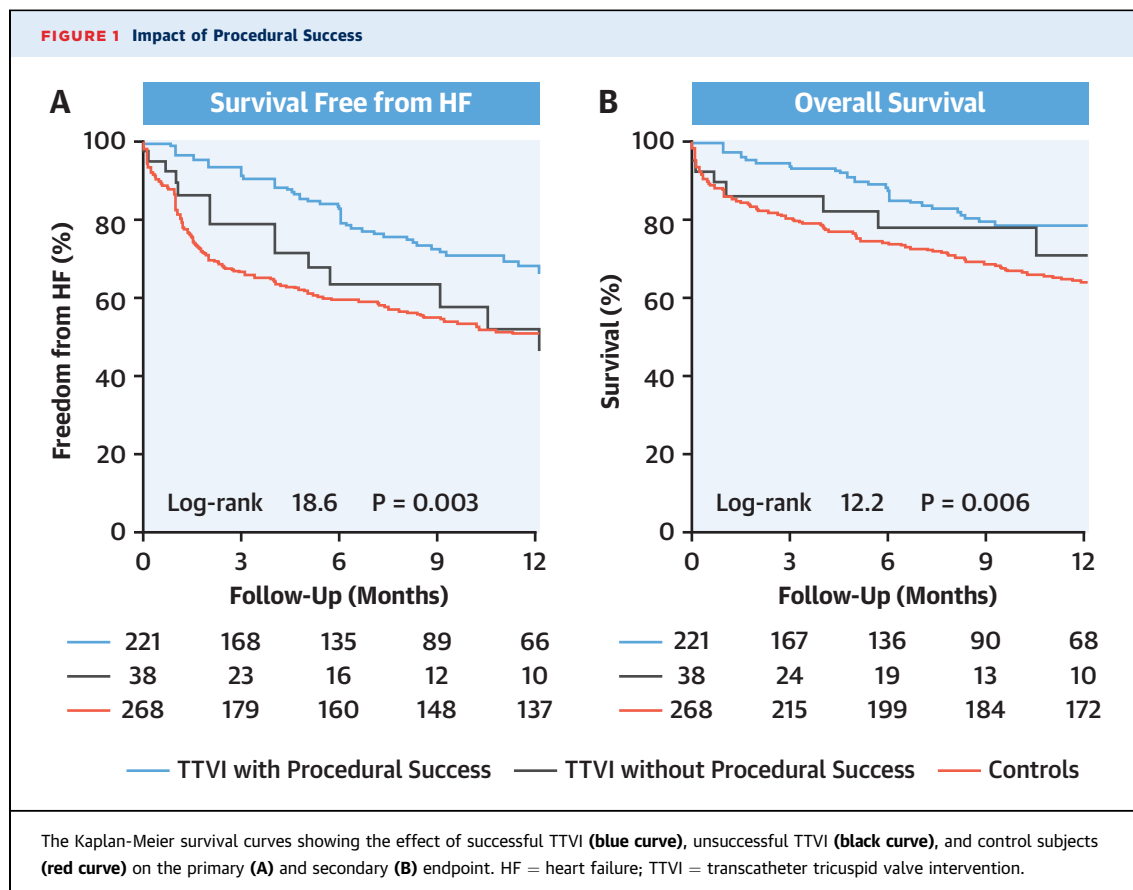 FIGURE 1 Impact of Procedural Success
A
Survival Free from HF
Freedom from HF (%)
100
80
60
40
20
0
Log-rank 18.6 P = 0.003
0 3 6 9 12
Follow-Up (Months)
221 168 135 89 66
38 23 16 12 10
268 179 160 148 137
B
Overall Survival
Survival (%)
100
80
60
40
20
0
Log-rank 12.2 P = 0.006
0 3 6 9 12
Follow-Up (Months)
221 167 136 90 68
38 24 19 13 10
268 215 199 184 172
TTVI with Procedural Success TTVI without Procedural Success Controls
The Kaplan-Meier survival curves showing the effect of successful TTVI (blue curve), unsuccessful TTVI (black curve), and control subjects
(red curve) on the primary (A) and secondary (B) endpoint. HF = heart failure; TTVI = transcatheter tricuspid valve intervention.